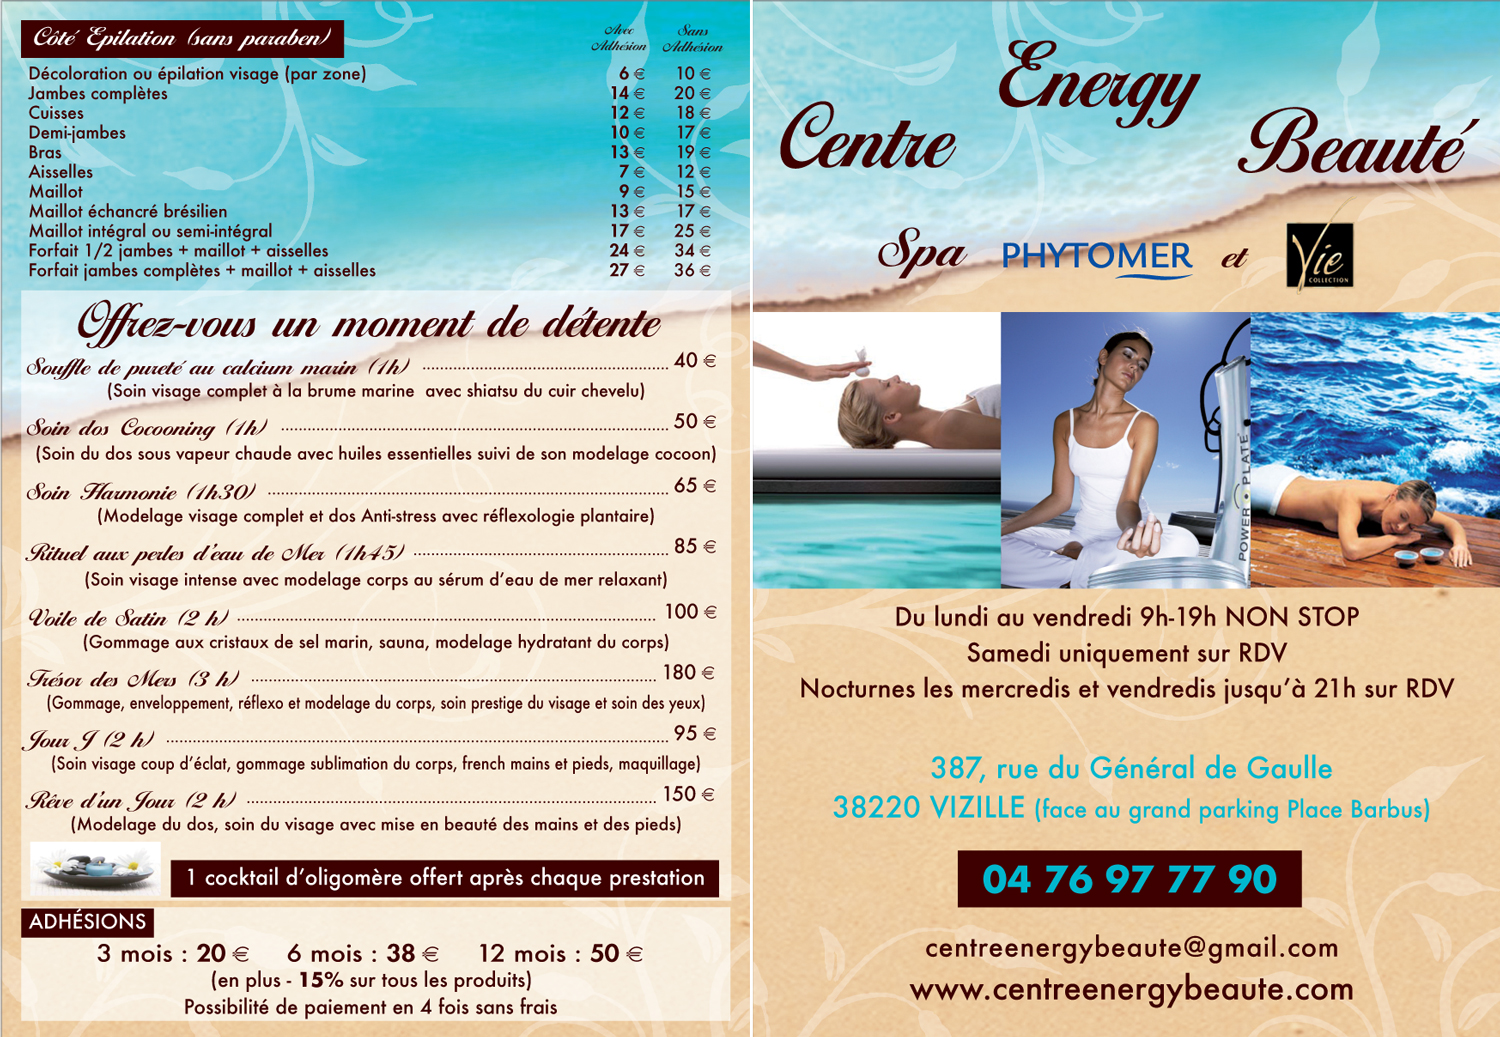 Côté Epilation (sans paraben)
Avec Adhésion
Sans Adhésion
Décoloration ou épilation visage (par zone) 6 € 10 €
Jambes complètes 14 € 20 €
Cuisses 12 € 18 €
Demi-jambes 10 € 17 €
Bras 13 € 19 €
Aisselles 7 € 12 €
Maillot 9 € 15 €
Maillot échancré brésilien 13 € 17 €
Maillot intégral ou semi-intégral 17 € 25 €
Forfait 1/2 jambes + maillot + aisselles 24 € 34 €
Forfait jambes complètes + maillot + aisselles 27 € 36 €
Offrez-vous un moment de détente
Souffle de pureté au calcium marin (1h) 40 €
(Soin visage complet à la brume marine avec shiatsu du cuir chevelu)
Soin dos Cocooning (1h) 50 €
(Soin du dos sous vapeur chaude avec huiles essentielles suivi de son modelage cocoon)
Soin Harmonie (1h30) 65 €
(Modelage visage complet et dos Anti-stress avec réflexologie plantaire)
Rituel aux perles d'eau de Mer (1h45) 85 €
(Soin visage intense avec modelage corps au sérum d'eau de mer relaxant)
Voile de Satin (2 h) 100 €
(Gommage aux cristaux de sel marin, sauna, modelage hydratant du corps)
Trésor des Mers (3 h) 180 €
(Gommage, enveloppement, réflexo et modelage du corps, soin prestige du visage et soin des yeux)
Jour J (2 h) 95 €
(Soin visage coup d'éclat, gommage sublimation du corps, french mains et pieds, maquillage)
Rêve d'un Jour (2 h) 150 €
(Modelage du dos, soin du visage avec mise en beauté des mains et des pieds)
1 cocktail d'oligomère offert après chaque prestation
ADHÉSIONS
3 mois : 20 € 6 mois : 38 € 12 mois : 50 €
(en plus - 15% sur tous les produits)
Possibilité de paiement en 4 fois sans frais
Centre Energy Beauté
Spa PHYTOMER et Vie COLLECTION
POWER PLATE
Du lundi au vendredi 9h-19h NON STOP
Samedi uniquement sur RDV
Nocturnes les mercredis et vendredis jusqu'à 21h sur RDV
387, rue du Général de Gaulle
38220 VIZILLE (face au grand parking Place Barbus)
04 76 97 77 90
centreenergybeaute@gmail.com
www.centreenergybeaute.com